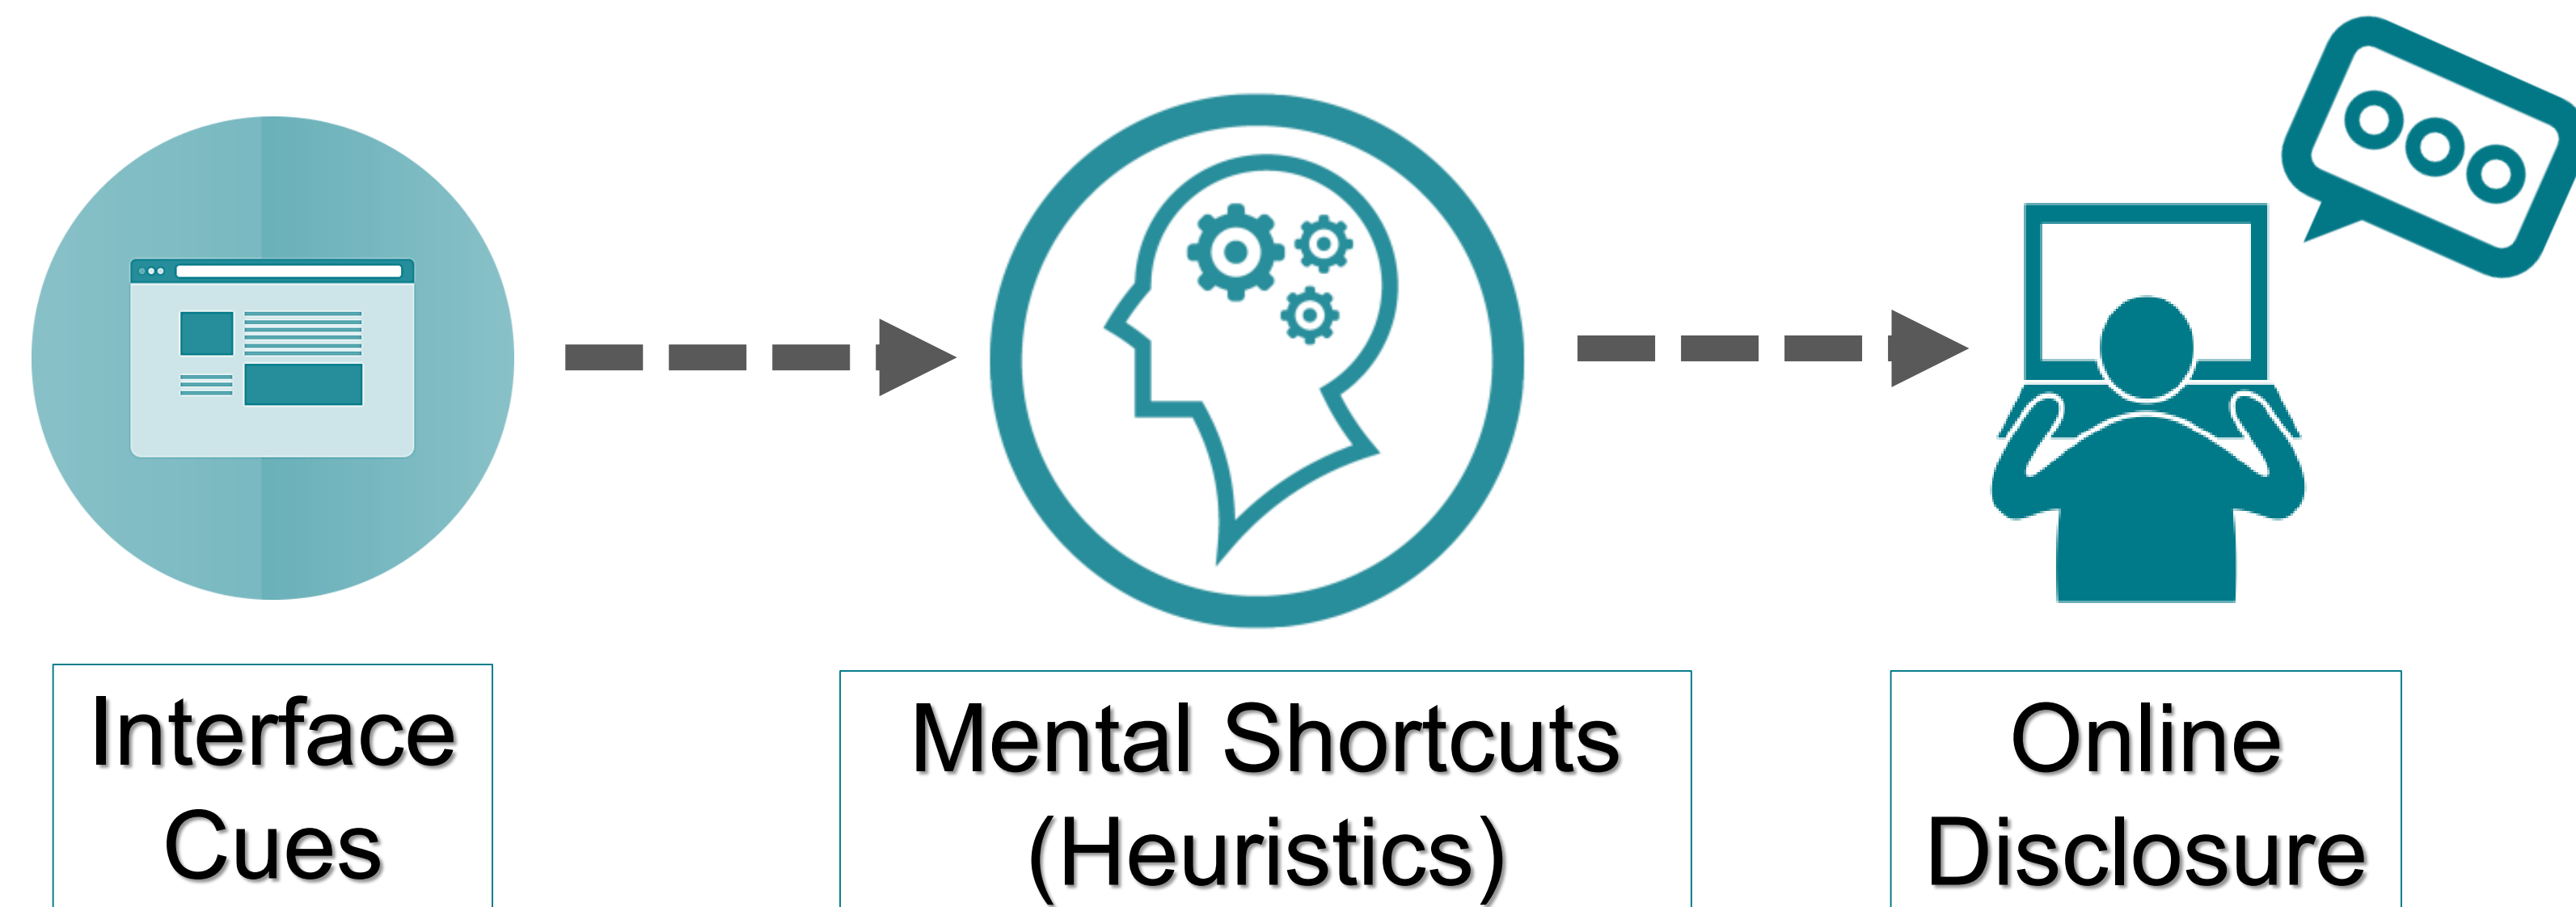 Interface
Cues
Mental Shortcuts
(Heuristics)
Online
Disclosure